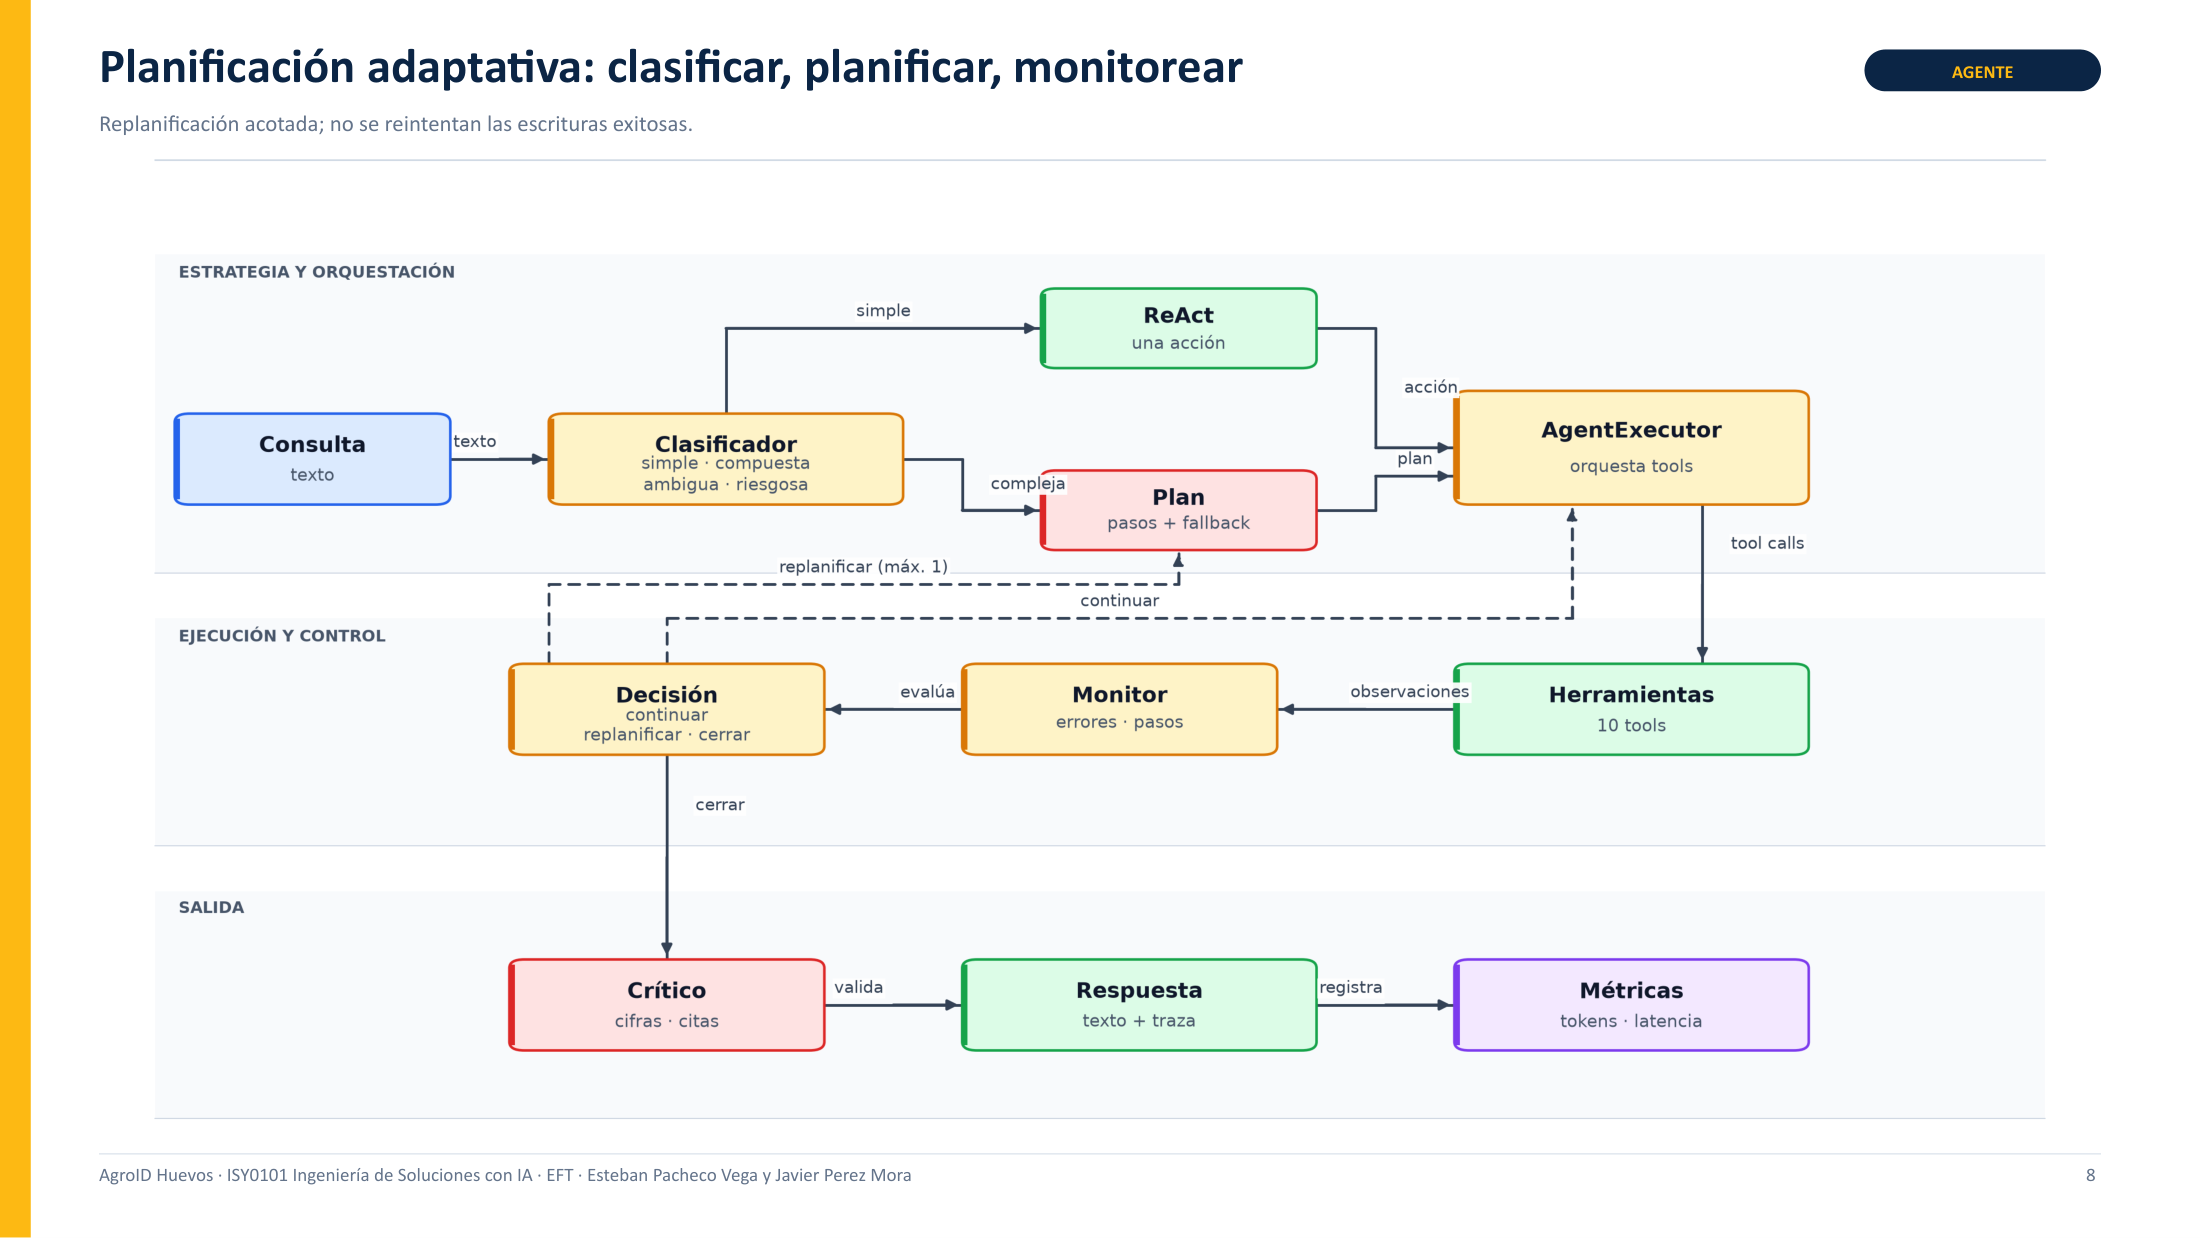 Planificación adaptativa: clasificar, planificar, monitorear
AGENTE
Replanificación acotada; no se reintentan las escrituras exitosas.
ESTRATEGIA Y ORQUESTACIÓN
simple
ReAct
una acción
acción
Consulta
texto
texto
Clasificador
simple · compuesta
ambigua · riesgosa
compleja
Plan
pasos + fallback
plan
AgentExecutor
orquesta tools
tool calls
replanificar (máx. 1)
continuar
EJECUCIÓN Y CONTROL
Decisión
continuar
replanificar · cerrar
evalúa
Monitor
errores · pasos
observaciones
Herramientas
10 tools
cerrar
SALIDA
Crítico
cifras · citas
valida
Respuesta
texto + traza
registra
Métricas
tokens · latencia
AgroID Huevos · ISY0101 Ingeniería de Soluciones con IA · EFT · Esteban Pacheco Vega y Javier Perez Mora
8